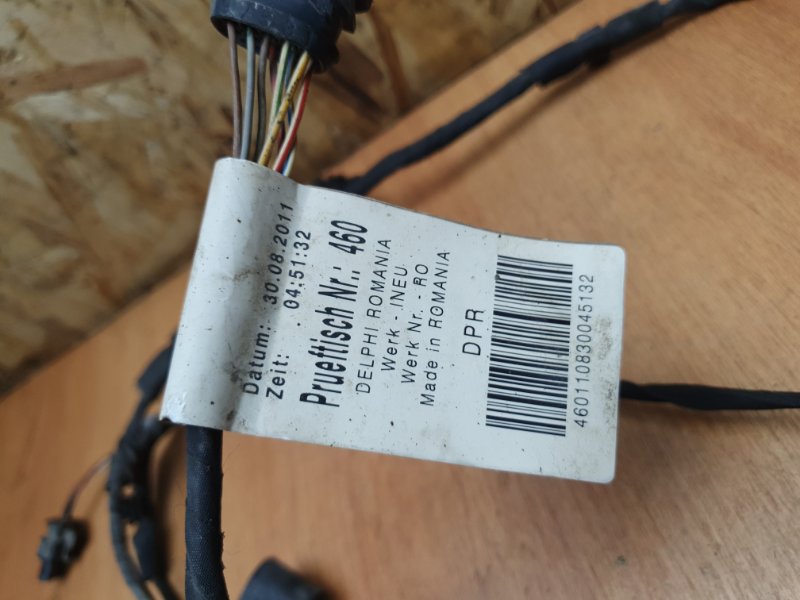 Datum: 30.08.2011
Zeit: 04:51:32
Prueftisch Nr.: 460
DELPHI ROMANIA
Werk - INEU
Werk Nr. - RO
Made in ROMANIA
DPR
460110830045132